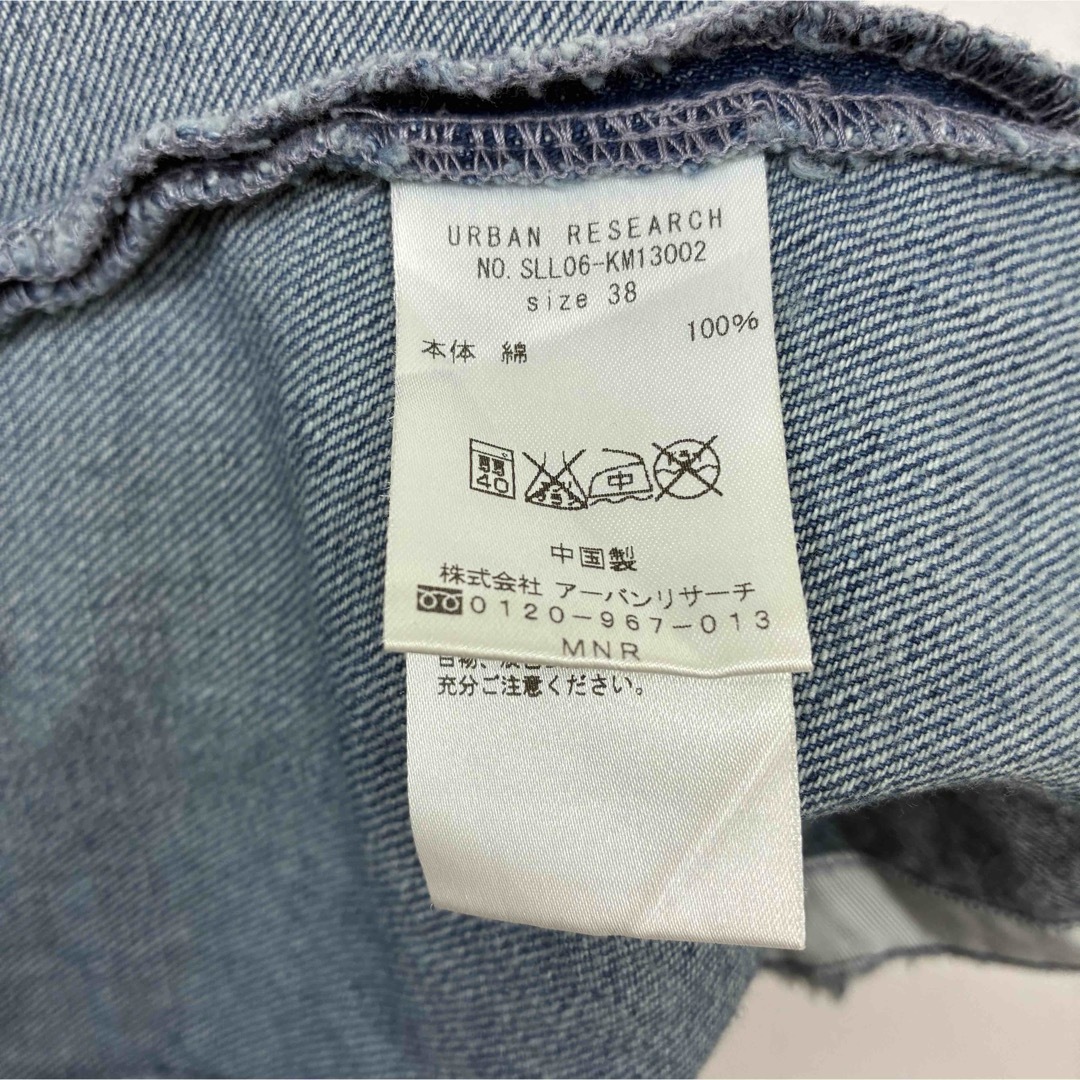 URBAN RESEARCH
NO. SLL06-KM13002
size 38
本体 綿 100%
弱 40
中
中国製
株式会社 アーバンリサーチ
0120-967-013
MNR
充分ご注意ください。